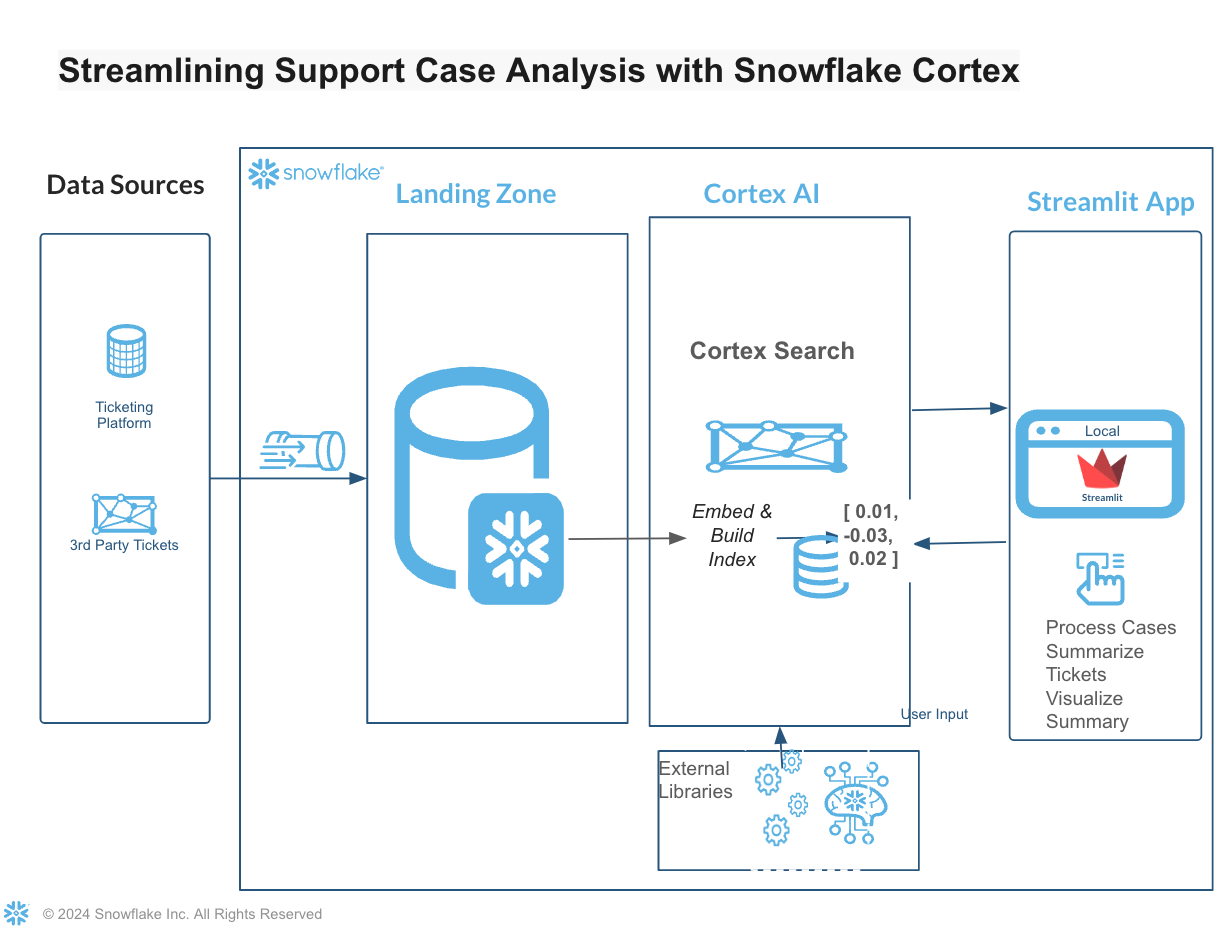 Streamlining Support Case Analysis with Snowflake Cortex
Data Sources
snowflake
Landing Zone
Cortex AI
Streamlit App
Ticketing
Platform
3rd Party Tickets
Cortex Search
Embed &
Build
Index
[ 0.01,
-0.03,
0.02 ]
Local
Streamlit
Process Cases
Summarize
Tickets
Visualize
Summary
User Input
External
Libraries
© 2024 Snowflake Inc. All Rights Reserved